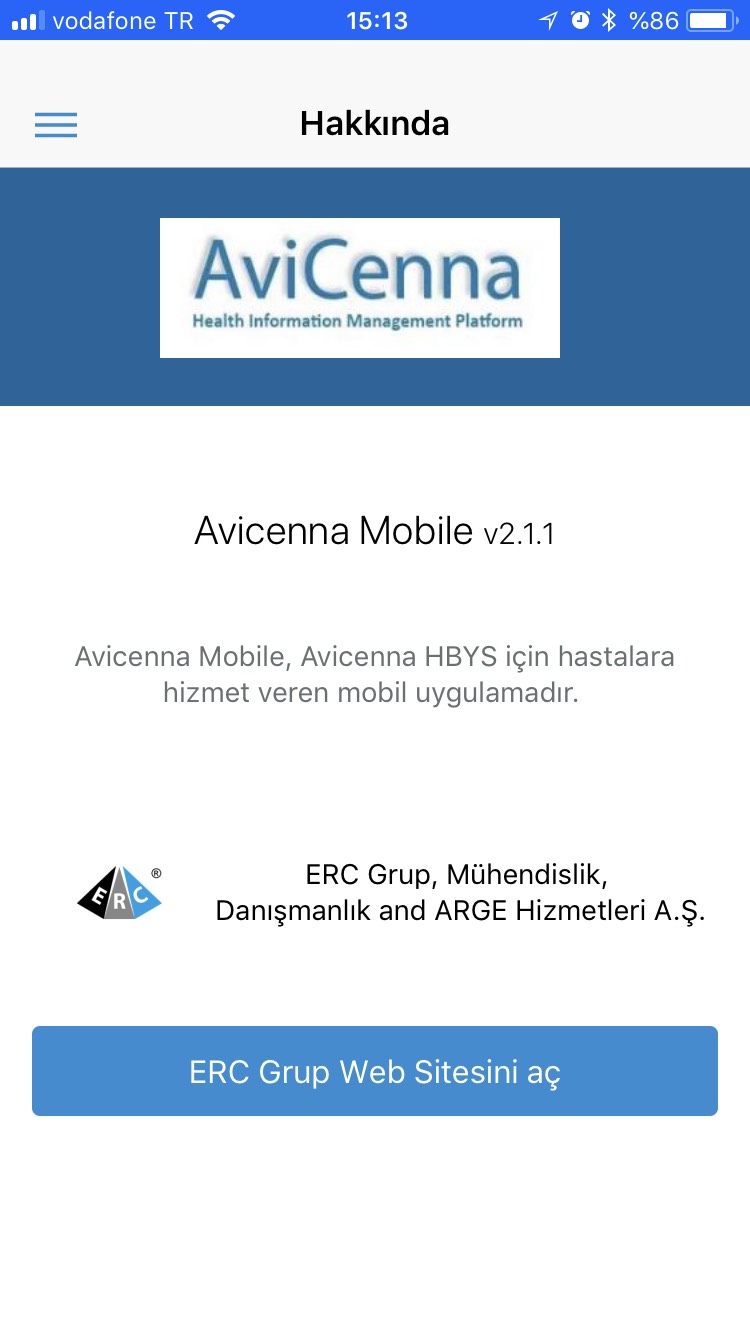 vodafone TR 15:13 %86
Hakkında
AviCenna
Health Information Management Platform
Avicenna Mobile v2.1.1
Avicenna Mobile, Avicenna HBYS için hastalara
hizmet veren mobil uygulamadır.
ERC ®
ERC Grup, Mühendislik,
Danışmanlık and ARGE Hizmetleri A.Ş.
ERC Grup Web Sitesini aç